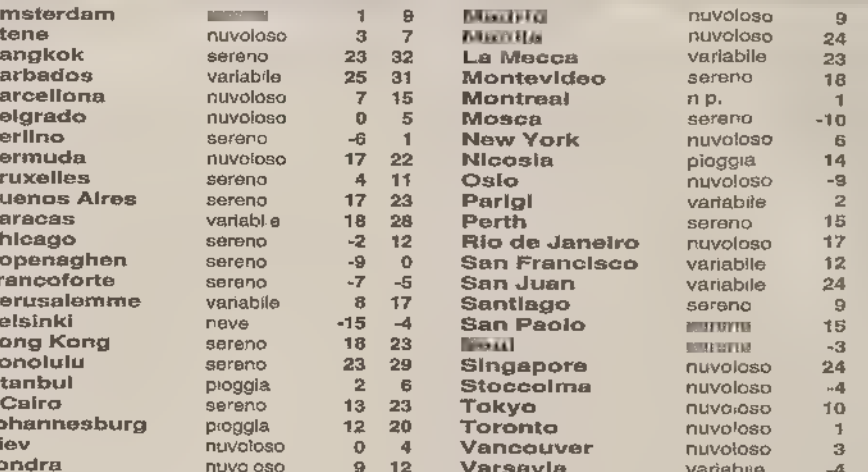 msterdam 1 9
tene nuvoloso 3 7
angkok sereno 23 32
arbados variabile 25 31
arcellona nuvoloso 7 15
elgrado nuvoloso 0 5
erlino sereno -6 1
ermuda nuvoloso 17 22
ruxelles sereno 4 11
uenos Aires sereno 17 23
aracas variabile 18 28
hicago sereno -2 12
openaghen sereno -9 0
rancoforte sereno -7 -5
erusalemme variabile 8 17
elsinki neve -15 -4
ong Kong sereno 18 23
onolulu sereno 23 29
tanbul pioggia 2 6
Cairo sereno 13 23
ohannesburg pioggia 12 20
iev nuvoloso 0 4
ondra nuvoloso 9 12
nuvoloso 9
nuvoloso 24
La Mecca variabile 23
Montevideo sereno 18
Montreal n p. 1
Mosca sereno -10
New York nuvoloso 6
Nicosia pioggia 14
Oslo nuvoloso -9
Parigi variabile 2
Perth sereno 15
Rio de Janeiro nuvoloso 17
San Francisco variabile 12
San Juan variabile 24
Santiago sereno 9
San Paolo 15
-3
Singapore nuvoloso 24
Stoccolma nuvoloso -4
Tokyo nuvoloso 10
Toronto nuvoloso 1
Vancouver nuvoloso 3
Varsavia variabile -4